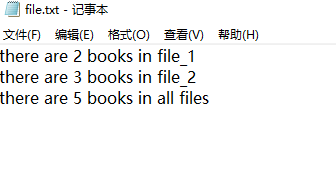 file.txt - 记事本
文件(F) 编辑(E) 格式(O) 查看(V) 帮助(H)
there are 2 books in file_1
there are 3 books in file_2
there are 5 books in all files